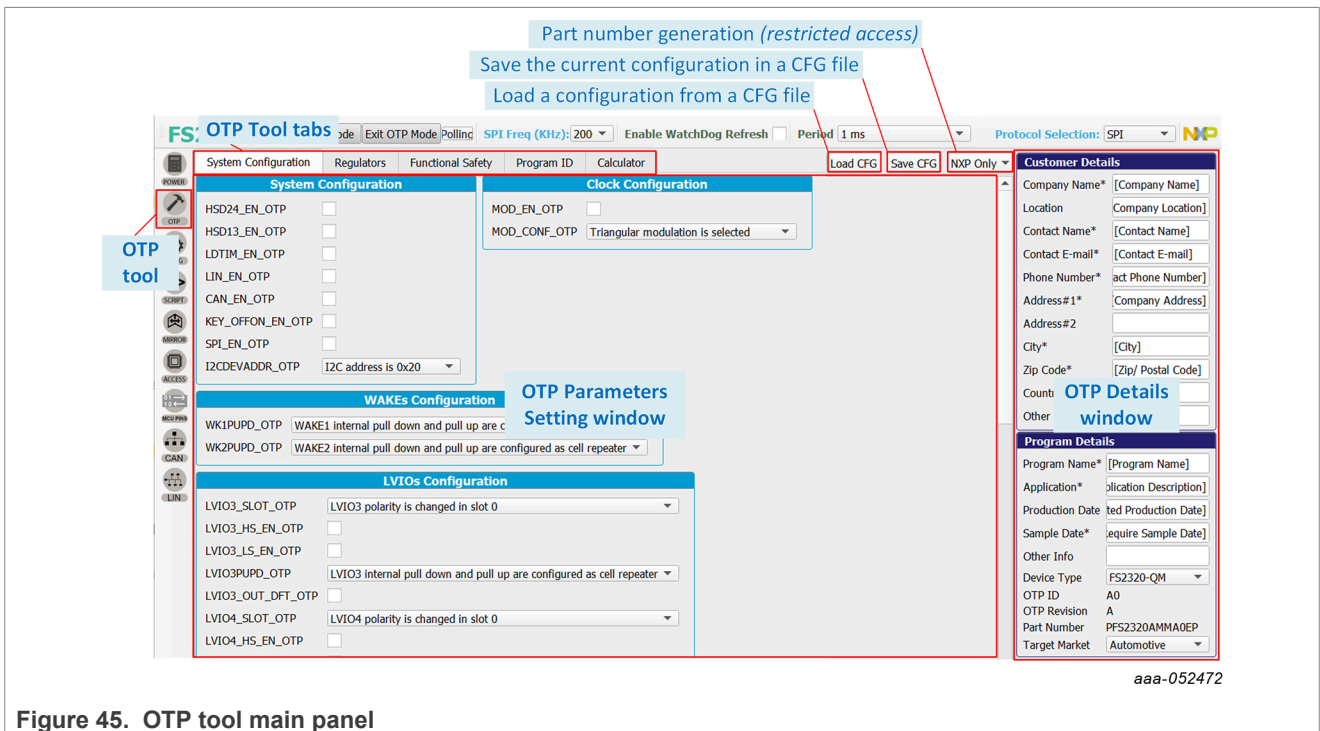 Part number generation (restricted access)
Save the current configuration in a CFG file
Load a configuration from a CFG file
OTP Tool tabs
Exit OTP Mode Polling SPI Freq (KHz): 200 Enable WatchDog Refresh Period 1 ms Protocol Selection: SPI NXP
System Configuration Regulators Functional Safety Program ID Calculator Load CFG Save CFG NXP Only
POWER
OTP
OTP
tool
SCRIPT
MIRROR
ACCESS
MCU PINS
CAN
LIN
System Configuration
HSD24_EN_OTP
HSD13_EN_OTP
LDTIM_EN_OTP
LIN_EN_OTP
CAN_EN_OTP
KEY_OFFON_EN_OTP
SPI_EN_OTP
I2CDEVADDR_OTP I2C address is 0x20
Clock Configuration
MOD_EN_OTP
MOD_CONF_OTP Triangular modulation is selected
WAKEs Configuration
WK1PUPD_OTP WAKE1 internal pull down and pull up are
WK2PUPD_OTP WAKE2 internal pull down and pull up are configured as cell repeater
OTP Parameters
Setting window
LVIOs Configuration
LVIO3_SLOT_OTP LVIO3 polarity is changed in slot 0
LVIO3_HS_EN_OTP
LVIO3_LS_EN_OTP
LVIO3PUPD_OTP LVIO3 internal pull down and pull up are configured as cell repeater
LVIO3_OUT_DFT_OTP
LVIO4_SLOT_OTP LVIO4 polarity is changed in slot 0
LVIO4_HS_EN_OTP
Customer Details
Company Name* [Company Name]
Location Company Location]
Contact Name* [Contact Name]
Contact E-mail* [Contact E-mail]
Phone Number* act Phone Number]
Address#1* Company Address]
Address#2
City* [City]
Zip Code* [Zip/ Postal Code]
Other
OTP Details
window
Program Details
Program Name* [Program Name]
Application* plication Description]
Production Date ted Production Date]
Sample Date* equire Sample Date]
Other Info
Device Type FS2320-QM
OTP ID A0
OTP Revision A
Part Number PFS2320AMMA0EP
Target Market Automotive
aaa-052472
Figure 45. OTP tool main panel